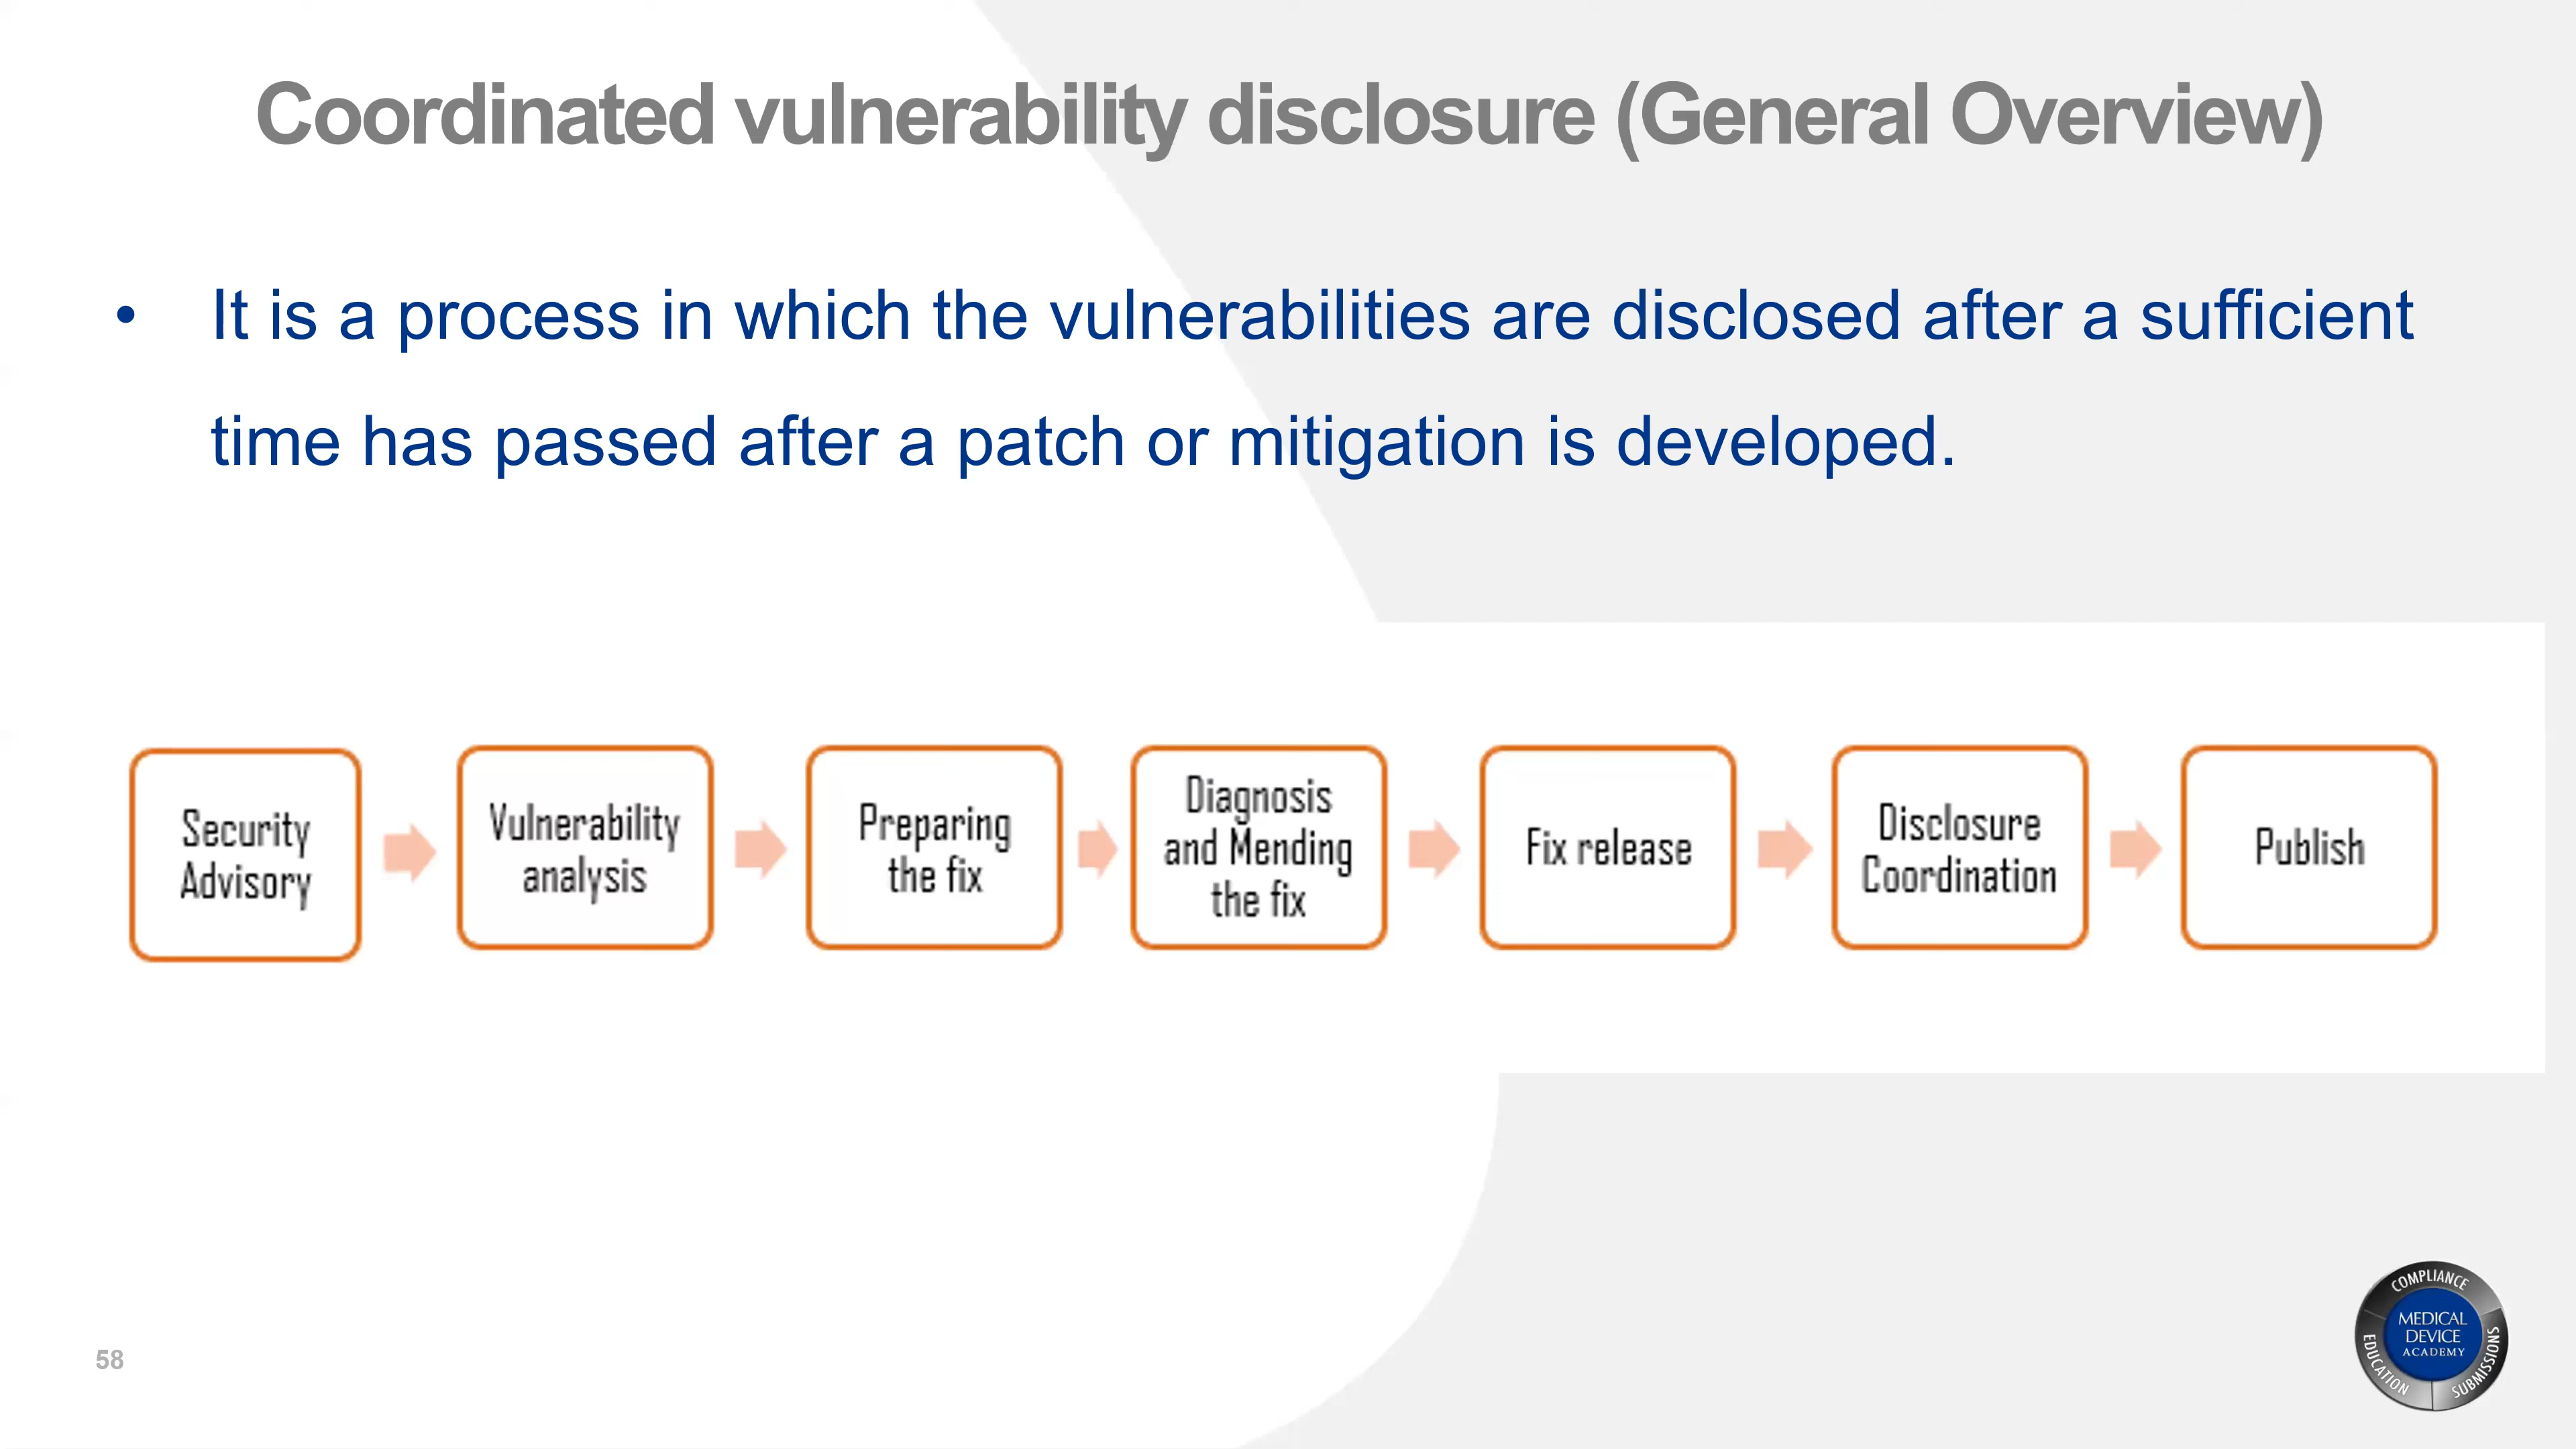 Coordinated vulnerability disclosure (General Overview)
• It is a process in which the vulnerabilities are disclosed after a sufficient
time has passed after a patch or mitigation is developed.
Security
Advisory
Vulnerability
analysis
Preparing
the fix
Diagnosis
and Mending
the fix
Fix release
Disclosure
Coordination
Publish
58
COMPLIANCE
MEDICAL
DEVICE
ACADEMY
EDUCATION
SUBMISSIONS